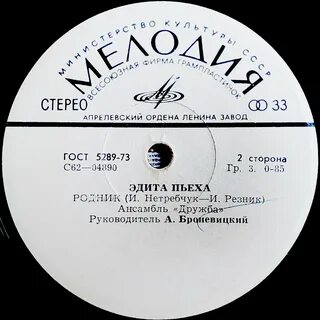 МИНИСТЕРСТВО КУЛЬТУРЫ СССР
МЕЛОДИЯ
ВСЕСОЮЗНАЯ ФИРМА ГРАМПЛАСТИНОК
СТЕРЕО
33
АПРЕЛЕВСКИЙ ОРДЕНА ЛЕНИНА ЗАВОД
ГОСТ 5289-73
2 сторона
С62—04890
Гр. 3. 0-85
ЭДИТА ПЬЕХА
РОДНИК (И. Нетребчук—И. Резник)
Ансамбль «Дружба»
Руководитель А. Броневицкий